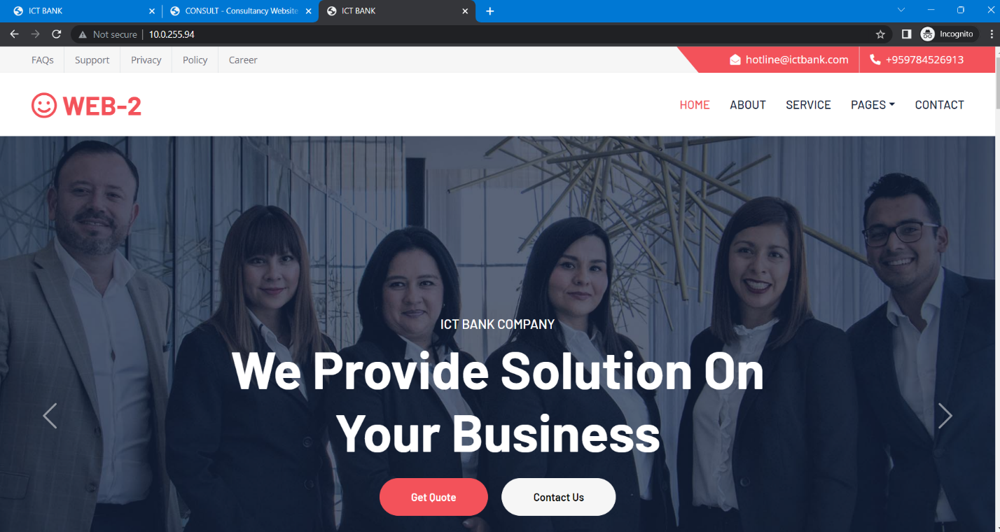 ICT BANK
CONSULT - Consultancy Website
ICT BANK
Not secure
10.0.255.94
Incognito
FAQs
Support
Privacy
Policy
Career
hotline@ictbank.com
+959784526913
WEB-2
HOME
ABOUT
SERVICE
PAGES
CONTACT
ICT BANK COMPANY
We Provide Solution On
Your Business
Get Quote
Contact Us